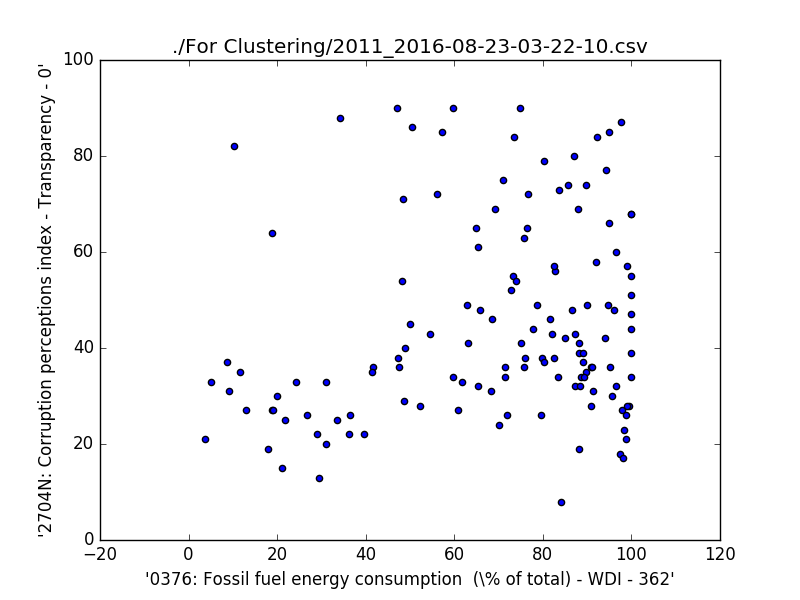 ./For Clustering/2011_2016-08-23-03-22-10.csv
'2704N: Corruption perceptions index - Transparency - 0'
100
80
60
40
20
0
−20 0 20 40 60 80 100 120
'0376: Fossil fuel energy consumption (\% of total) - WDI - 362'